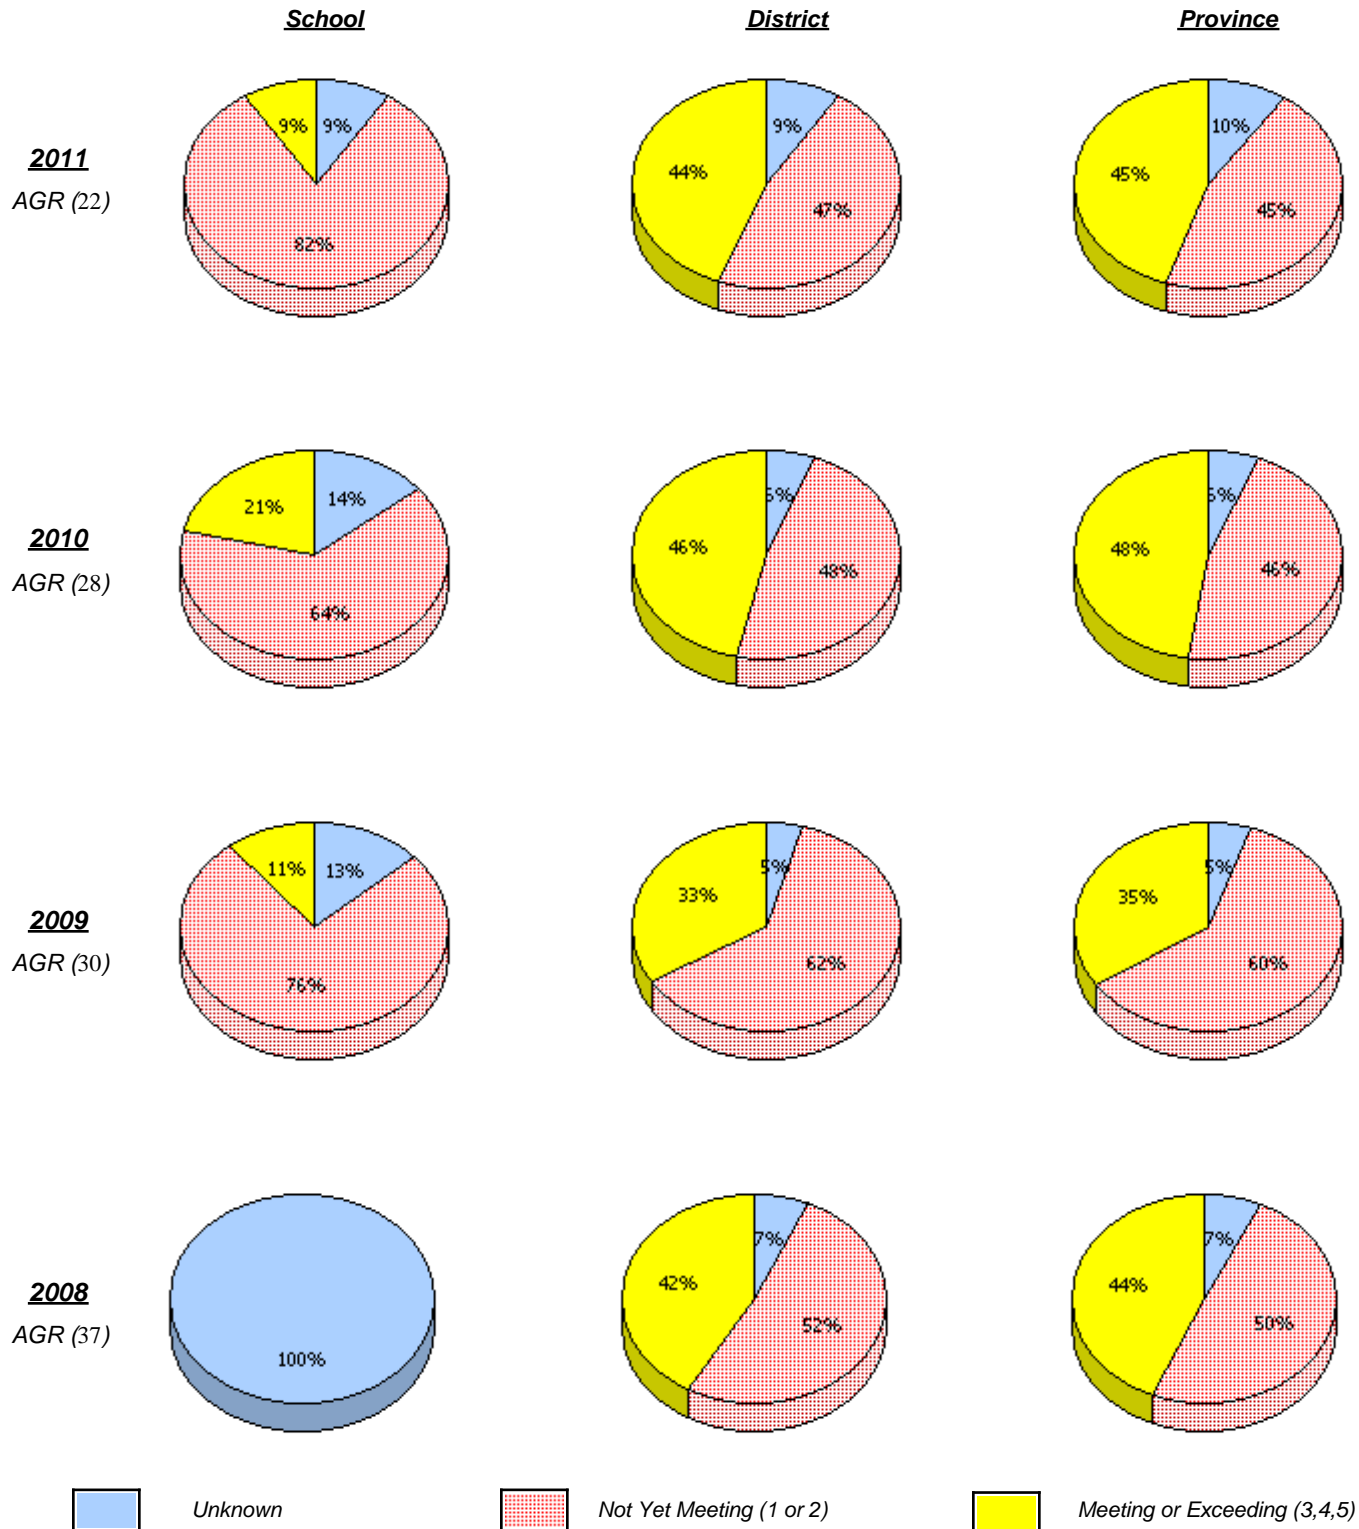 School District Province
9% 9% 9% 10%
2011
44% 45%
AGR (22)
47% 45%
82%
21% 14% 6% 6%
2010
46% 48%
AGR (28)
48% 46%
64%
11% 13% 5% 5%
33% 35%
2009
AGR (30)
76% 62% 60%
7% 7%
2008
42% 44%
AGR (37)
52% 50%
100%
Unknown Not Yet Meeting (1 or 2) Meeting or Exceeding (3,4,5)